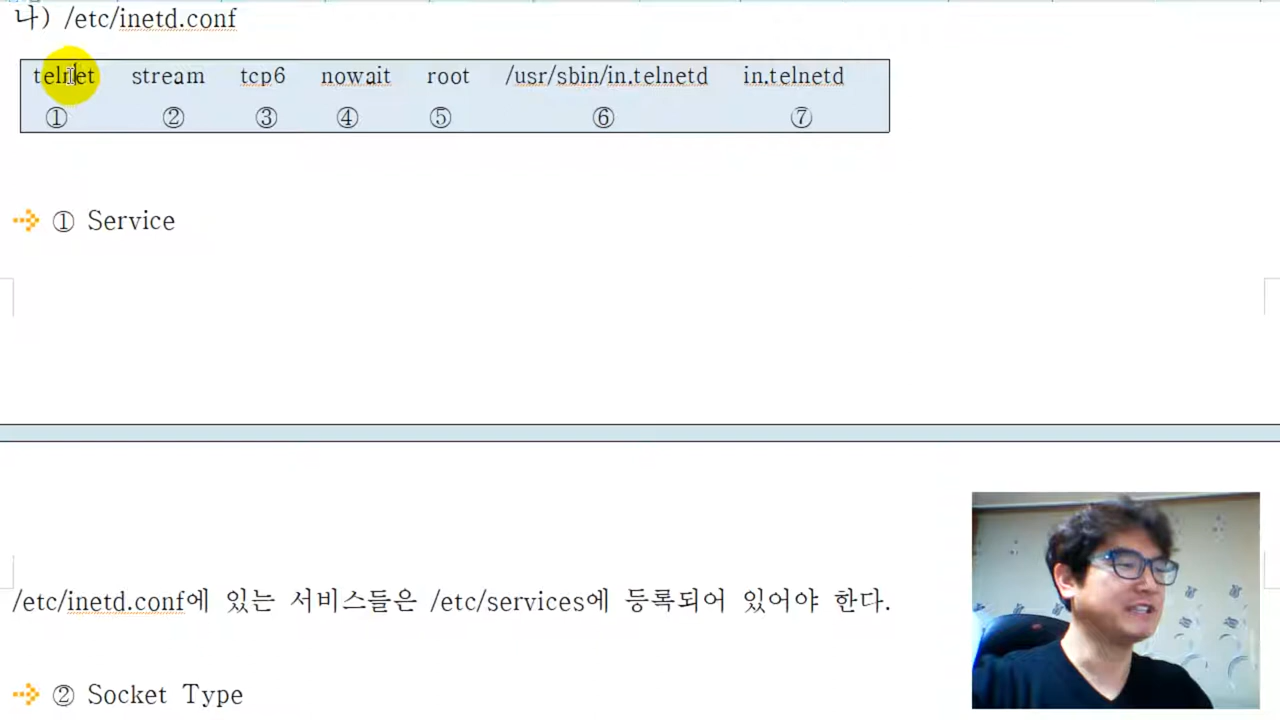 나) /etc/inetd.conf
telnet stream tcp6 nowait root /usr/sbin/in.telnetd in.telnetd
① ② ③ ④ ⑤ ⑥ ⑦
① Service
/etc/inetd.conf에 있는 서비스들은 /etc/services에 등록되어 있어야 한다.
② Socket Type